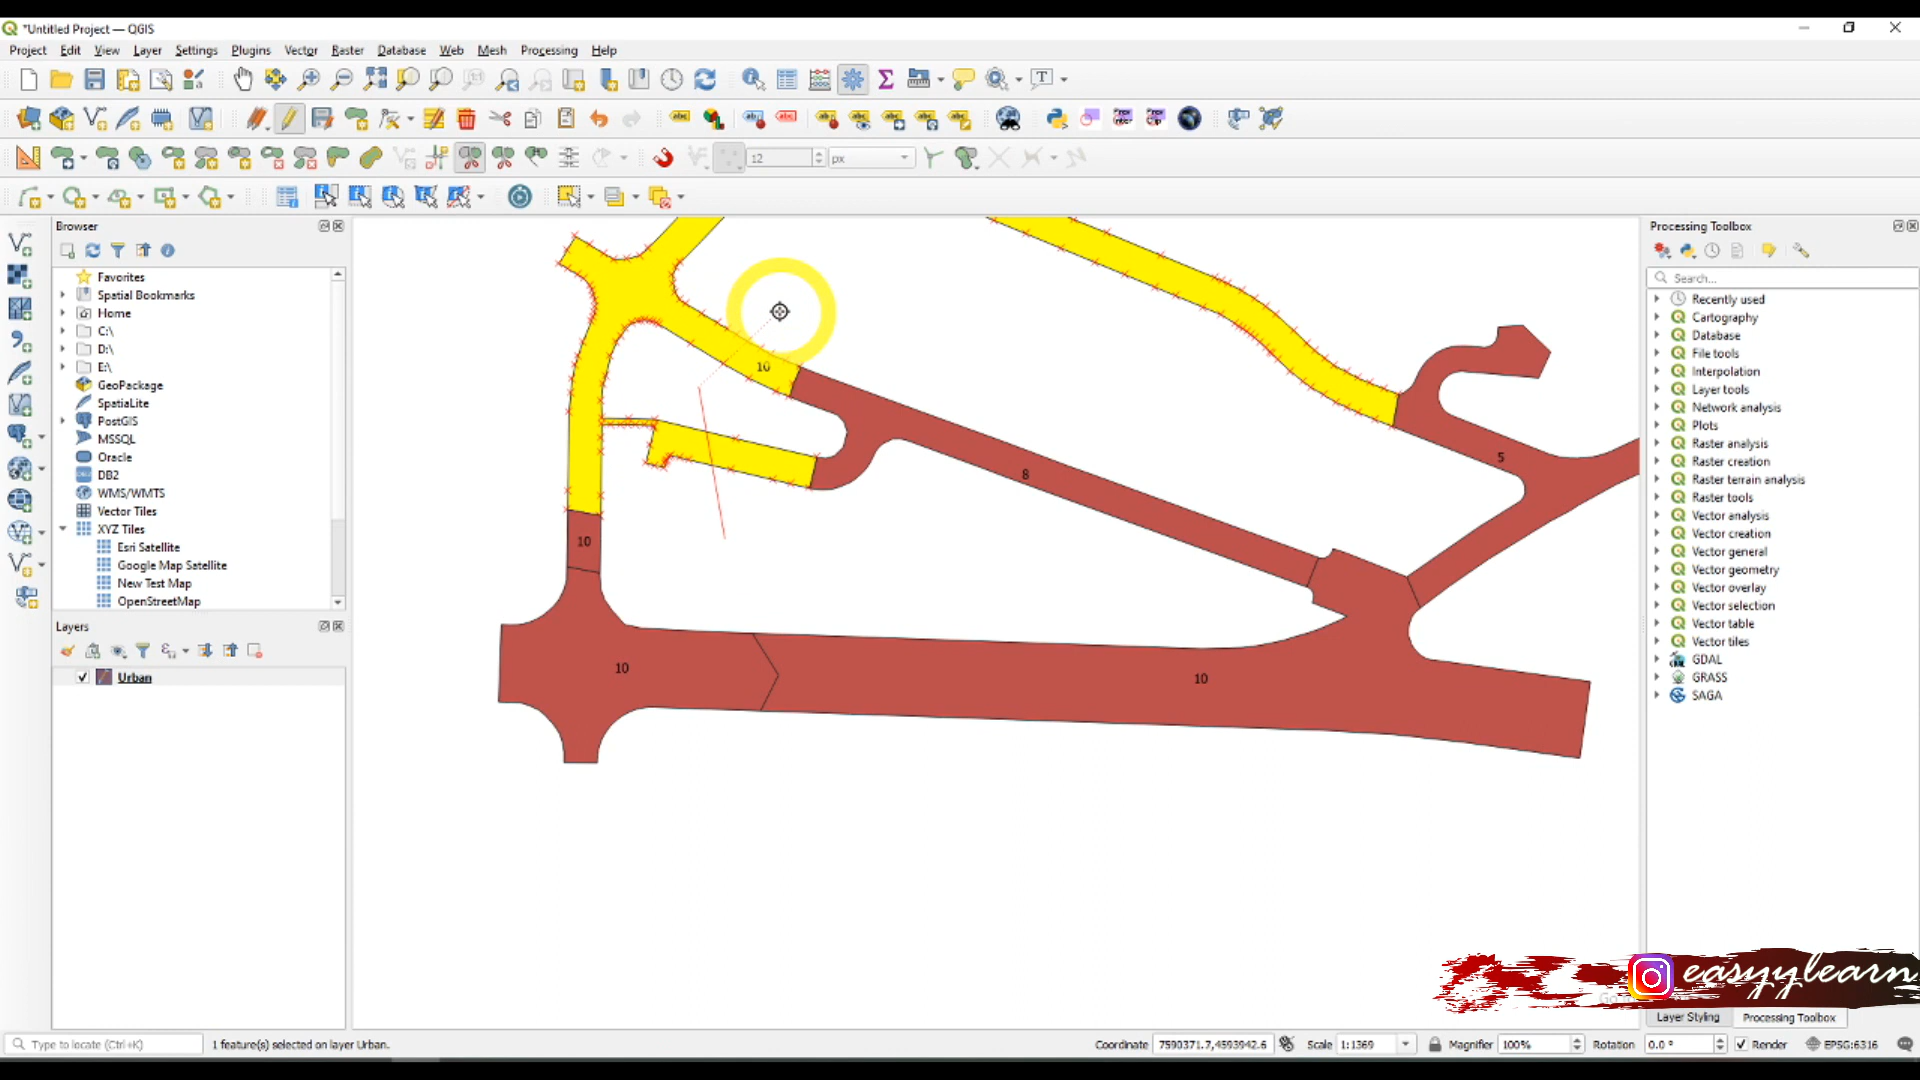 *Untitled Project — QGIS
Project Edit View Layer Settings Plugins Vector Raster Database Web Mesh Processing Help
12 px
Browser
Favorites
Spatial Bookmarks
Home
C:\
D:\
E:\
GeoPackage
SpatiaLite
PostGIS
MSSQL
Oracle
DB2
WMS/WMTS
Vector Tiles
XYZ Tiles
Esri Satellite
Google Map Satellite
New Test Map
OpenStreetMap
Layers
Urban
10
8
5
10
10
10
Processing Toolbox
Search...
Recently used
Cartography
Database
File tools
Interpolation
Layer tools
Network analysis
Plots
Raster analysis
Raster creation
Raster terrain analysis
Raster tools
Vector analysis
Vector creation
Vector general
Vector geometry
Vector overlay
Vector selection
Vector table
Vector tiles
GDAL
GRASS
SAGA
easyylearn
Layer Styling Processing Toolbox
Type to locate (Ctrl+K) 1 feature(s) selected on layer Urban. Coordinate 7590371.7,4593942.6 Scale 1:1369 Magnifier 100% Rotation 0.0 ° Render EPSG:6316